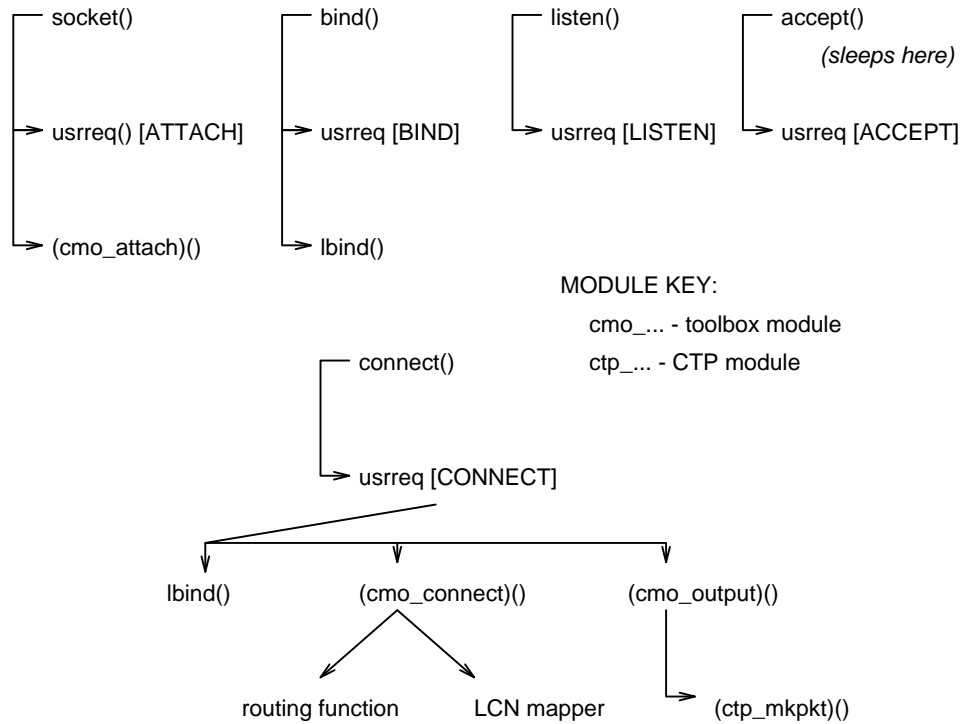 socket()
bind()
listen()
accept()
(sleeps here)
usrreq() [ATTACH]
usrreq [BIND]
usrreq [LISTEN]
usrreq [ACCEPT]
(cmo_attach)()
lbind()
MODULE KEY:
cmo_... - toolbox module
ctp_... - CTP module
connect()
usrreq [CONNECT]
lbind()
(cmo_connect)()
(cmo_output)()
routing function
LCN mapper
(ctp_mkpkt)()